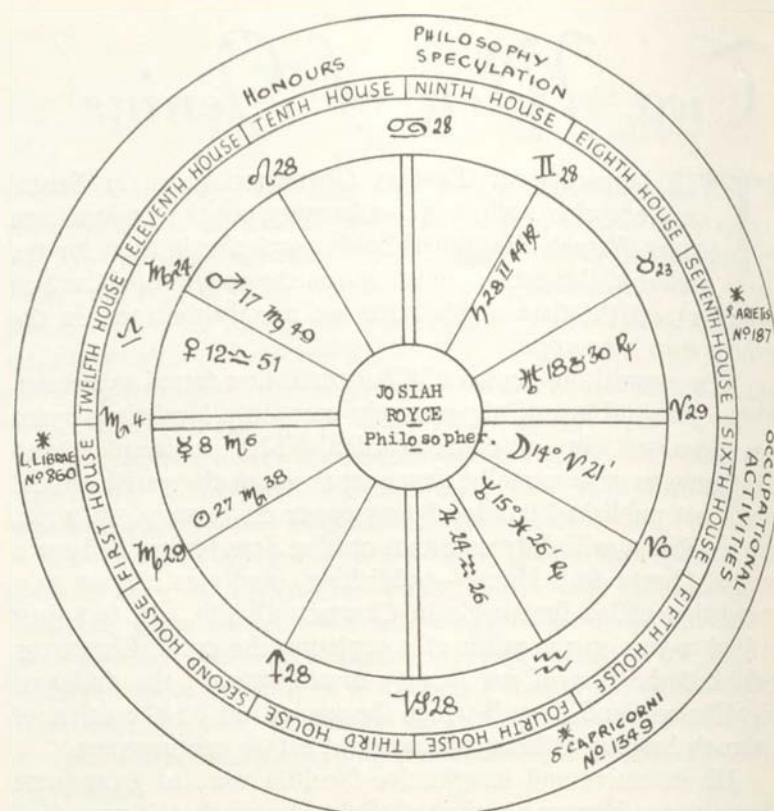 PHILOSOPHY
SPECULATION
HONOURS
NINTH HOUSE
TENTH HOUSE
EIGHTH HOUSE
ELEVENTH HOUSE
SEVENTH HOUSE
TWELFTH HOUSE
SIXTH HOUSE
FIRST HOUSE
FIFTH HOUSE
SECOND HOUSE
FOURTH HOUSE
THIRD HOUSE
OCCUPATIONAL
ACTIVITIES
♋28
♌28
♊28
♍24
♉23
♎
♈29
♏4
♈0
♏29
♐28
♑28
♒
♂17♍49
♀12♎51
☿8♏6
☉27♏38
♄28♊44℞
♅18♉30℞
☽14°♈21'
♆15°♓26'℞
♃24♒26
JOSIAH
ROYCE
Philosopher.
* δ ARIETIS
Nº 187
* L. LIBRAE
Nº 860
* δ CAPRICORNI
Nº 1349